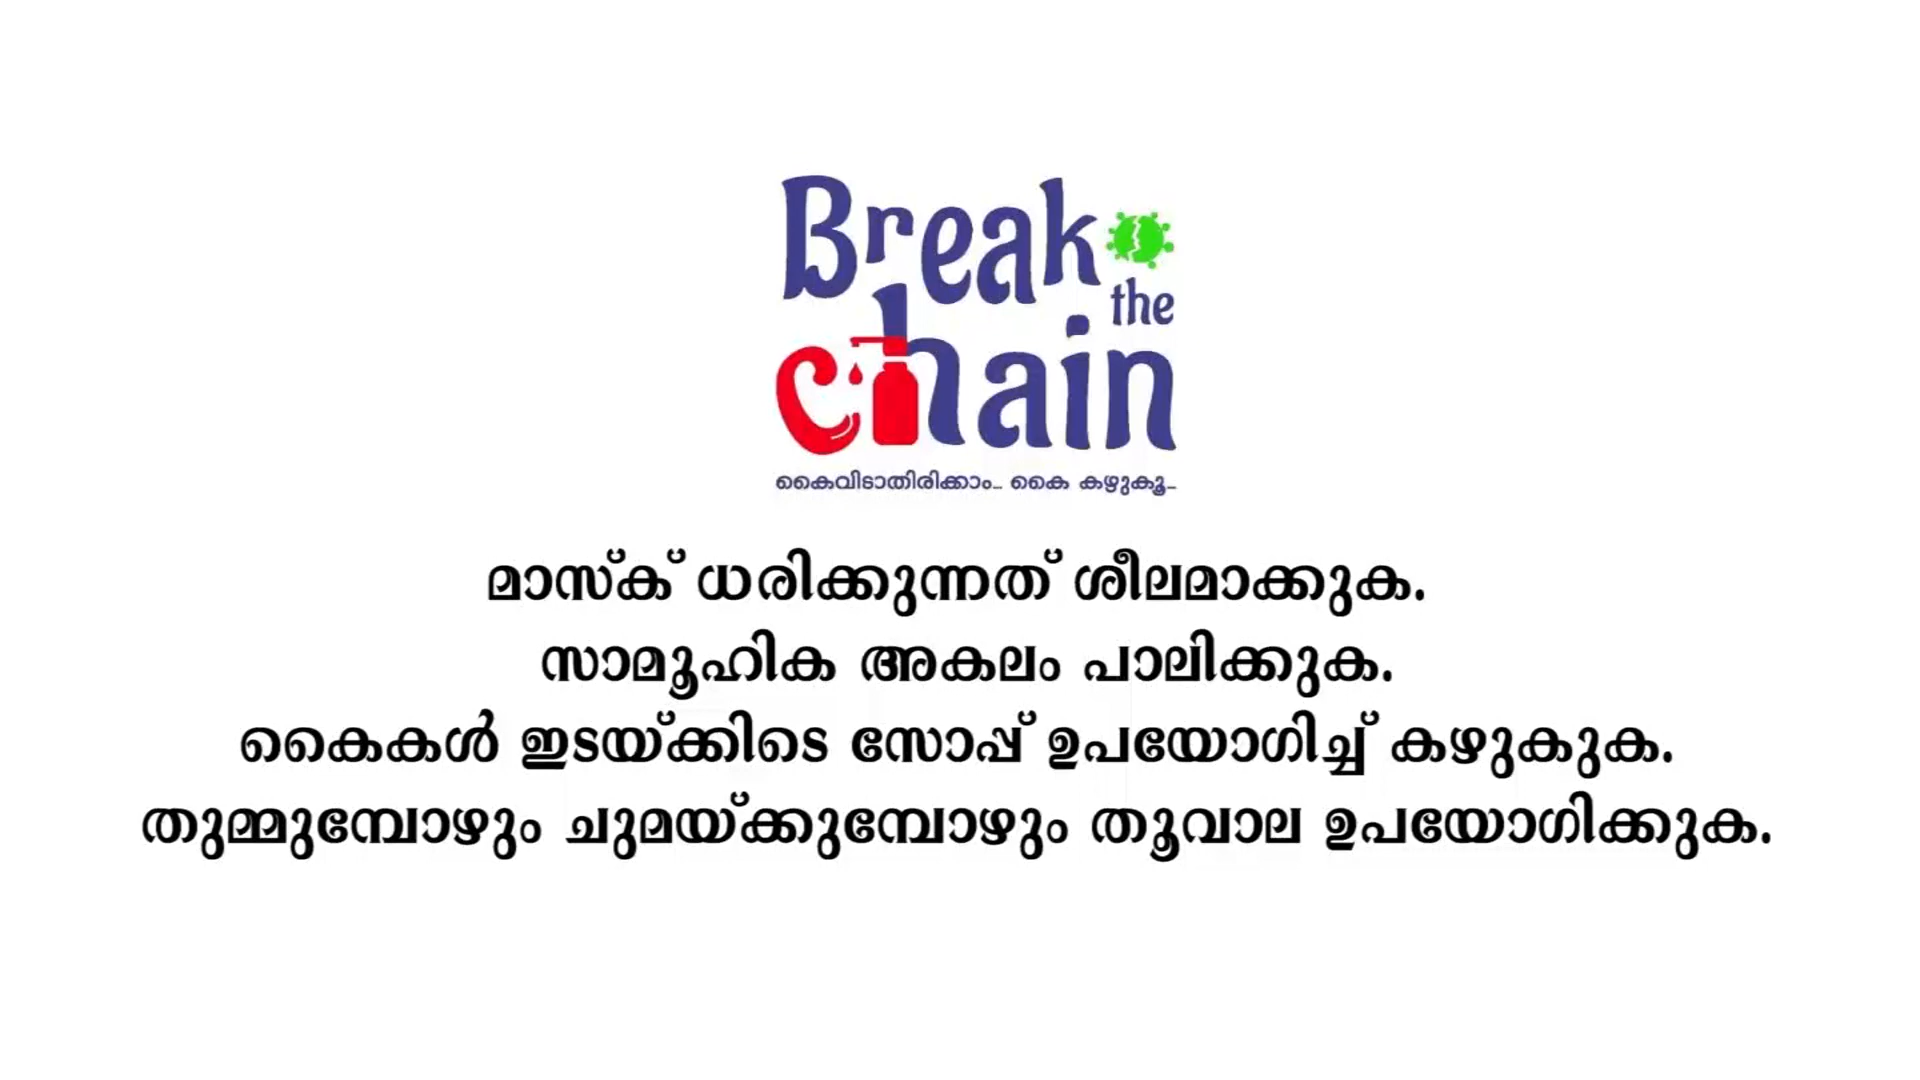 Break
the
chain
കൈവിടാതിരിക്കാം... കൈ കഴുകൂ...
മാസ്ക് ധരിക്കുന്നത് ശീലമാക്കുക.
സാമൂഹിക അകലം പാലിക്കുക.
കൈകൾ ഇടയ്ക്കിടെ സോപ്പ് ഉപയോഗിച്ച് കഴുകുക.
തുമ്മുമ്പോഴും ചുമയ്ക്കുമ്പോഴും തൂവാല ഉപയോഗിക്കുക.